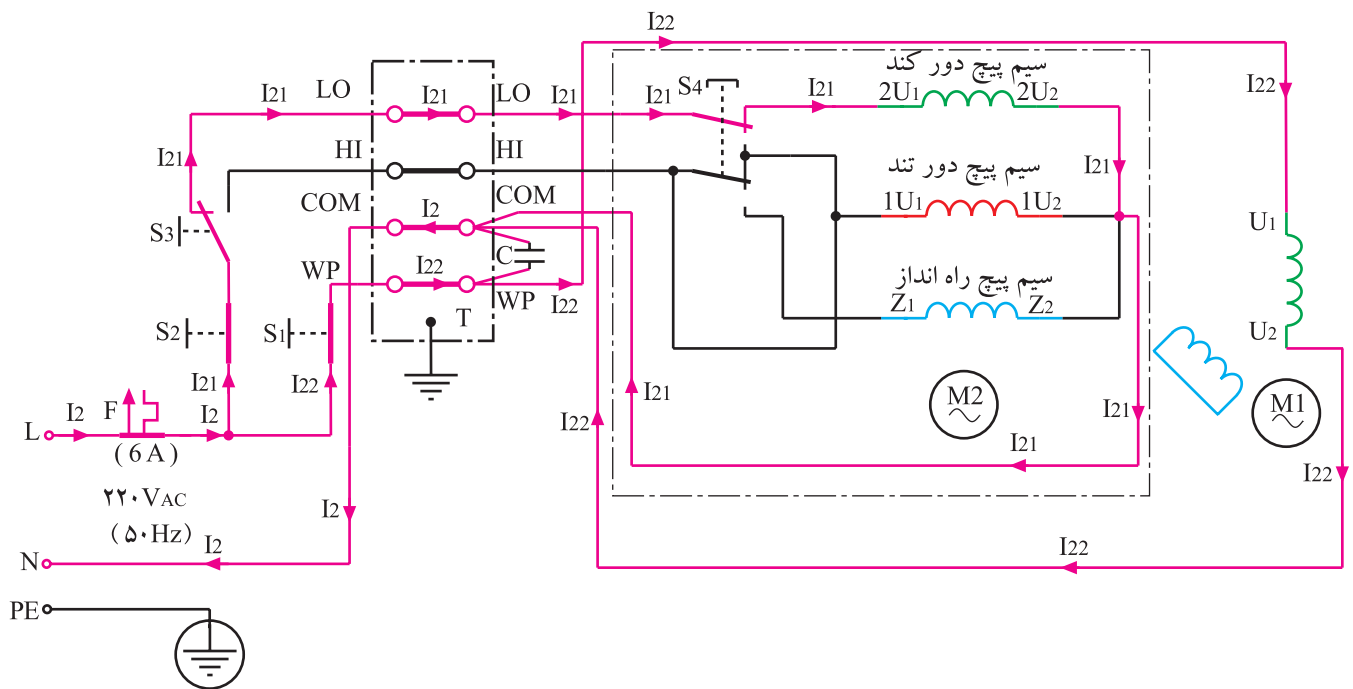 I22
I21
LO
I21
LO
I21
I21
S4
I21
سیم پیچ دور کند
2U1
2U2
I22
I21
HI
HI
سیم پیچ دور تند
1U1
1U2
I21
S3
COM
I2
COM
U1
WP
I22
C
WP
I22
سیم پیچ راه انداز
Z1
Z2
U2
S2
S1
T
I21
I22
I21
I22
M2
I21
M1
L
I2
F
I2
(6A)
I21
I22
۲۲۰VAC
(۵۰Hz)
I2
I2
I22
N
PE